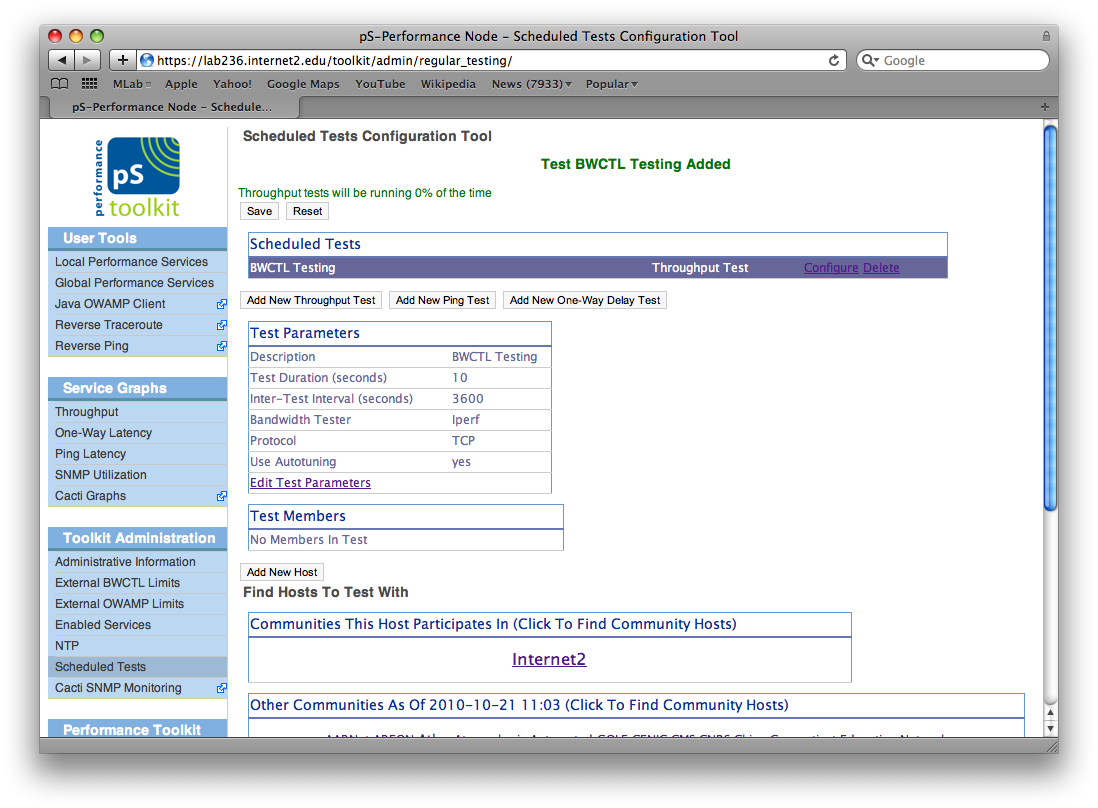 pS-Performance Node – Scheduled Tests Configuration Tool
https://lab236.internet2.edu/toolkit/admin/regular_testing/
Google
MLab Apple Yahoo! Google Maps YouTube Wikipedia News (7933) Popular
pS-Performance Node – Schedule...
performance
pS
toolkit
User Tools
Local Performance Services
Global Performance Services
Java OWAMP Client
Reverse Traceroute
Reverse Ping
Service Graphs
Throughput
One-Way Latency
Ping Latency
SNMP Utilization
Cacti Graphs
Toolkit Administration
Administrative Information
External BWCTL Limits
External OWAMP Limits
Enabled Services
NTP
Scheduled Tests
Cacti SNMP Monitoring
Performance Toolkit
Scheduled Tests Configuration Tool
Test BWCTL Testing Added
Throughput tests will be running 0% of the time
Save Reset
Scheduled Tests
BWCTL Testing Throughput Test Configure Delete
Add New Throughput Test Add New Ping Test Add New One-Way Delay Test
Test Parameters
Description BWCTL Testing
Test Duration (seconds) 10
Inter-Test Interval (seconds) 3600
Bandwidth Tester Iperf
Protocol TCP
Use Autotuning yes
Edit Test Parameters
Test Members
No Members In Test
Add New Host
Find Hosts To Test With
Communities This Host Participates In (Click To Find Community Hosts)
Internet2
Other Communities As Of 2010-10-21 11:03 (Click To Find Community Hosts)